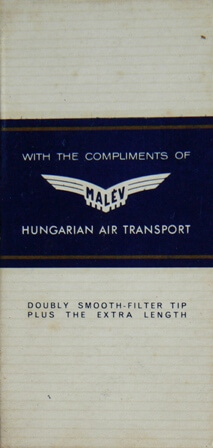 WITH THE COMPLIMENTS OF
MALÉV
HUNGARIAN AIR TRANSPORT
DOUBLY SMOOTH-FILTER TIP
PLUS THE EXTRA LENGTH